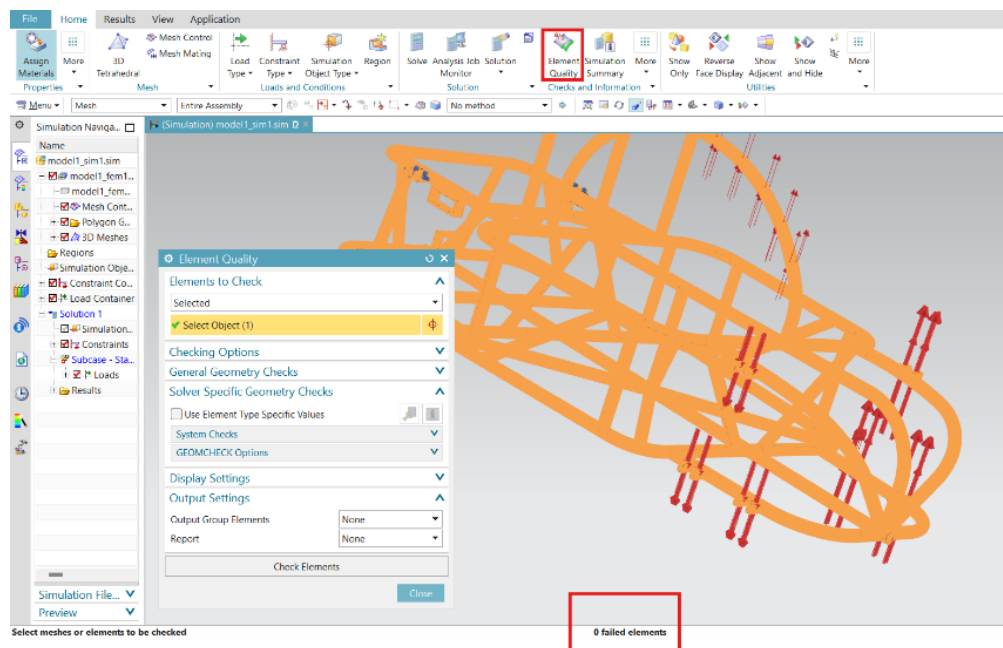 File Home Results View Application
Assign Materials
More
3D Tetrahedral
Mesh Control
Mesh Mating
Load Type
Constraint Type
Simulation Object Type
Region
Solve
Analysis Job Monitor
Solution
Element Quality
Simulation Summary
More
Show Only
Reverse Face Display
Show Adjacent
Show and Hide
More
Properties Mesh Loads and Conditions Solution Checks and Information Utilities
Menu Mesh Entire Assembly No method
Simulation Naviga...
(Simulation) model1_sim1.sim
Name
model1_sim1.sim
model1_fem1...
model1_fem...
Mesh Cont...
Polygon G...
3D Meshes
Regions
Simulation Obje...
Constraint Co...
Load Container
Solution 1
Simulation...
Constraints
Subcase - Sta...
Loads
Results
Simulation File...
Preview
Element Quality
Elements to Check
Selected
Select Object (1)
Checking Options
General Geometry Checks
Solver Specific Geometry Checks
Use Element Type Specific Values
System Checks
GEOMCHECK Options
Display Settings
Output Settings
Output Group Elements None
Report None
Check Elements
Close
Select meshes or elements to be checked
0 failed elements